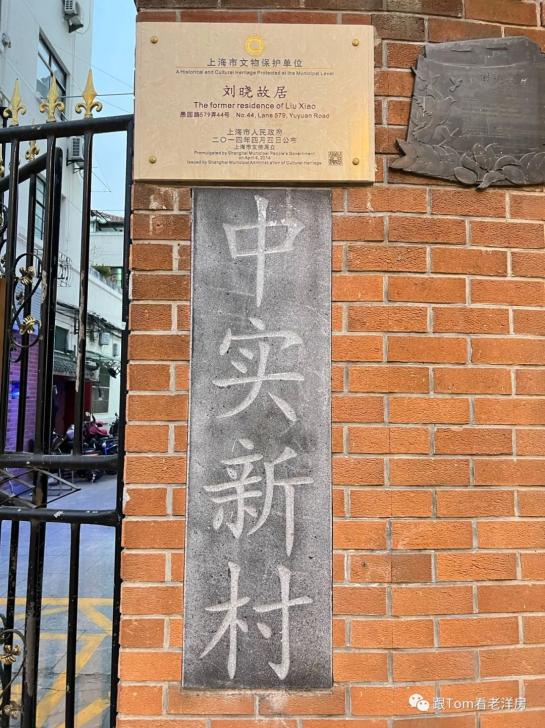 上海市文物保护单位
A Historical and Cultural Heritage Protected at the Municipal Level
刘晓故居
The former residence of Liu Xiao
愚园路579弄44号 No.44, Lane 579, Yuyuan Road
上海市人民政府
二〇一四年四月四日公布
上海市文物局立
Promulgated by Shanghai Municipal People's Government
on April 4, 2014
Issued by Shanghai Municipal Administration of Cultural Heritage
中实新村
跟Tom看老洋房